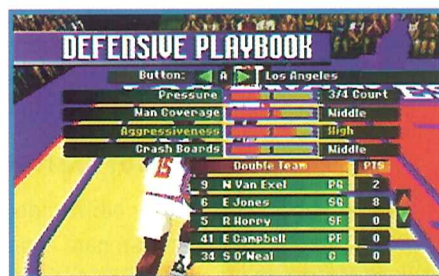 DEFENSIVE PLAYBOOK
Button: A Los Angeles
Pressure 3/4 Court
Man Coverage Middle
Aggressiveness High
Crash Boards Middle
Double Team PTS
9 N Van Exel PG 2
6 E Jones SG 8
5 R Horry SF 0
41 E Campbell PF 0
34 S O'Neal C 0
15